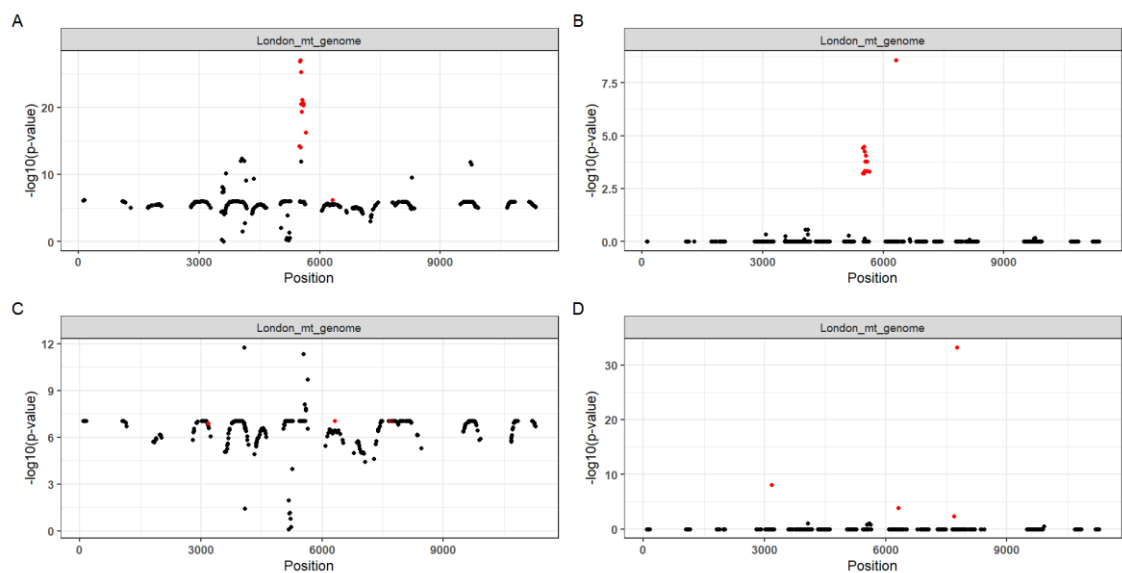 A
London_mt_genome
-log10(p-value)
20
10
0
0 3000 6000 9000
Position
B
London_mt_genome
-log10(p-value)
7.5
5.0
2.5
0.0
0 3000 6000 9000
Position
C
London_mt_genome
-log10(p-value)
12
9
6
3
0
0 3000 6000 9000
Position
D
London_mt_genome
-log10(p-value)
30
20
10
0
0 3000 6000 9000
Position